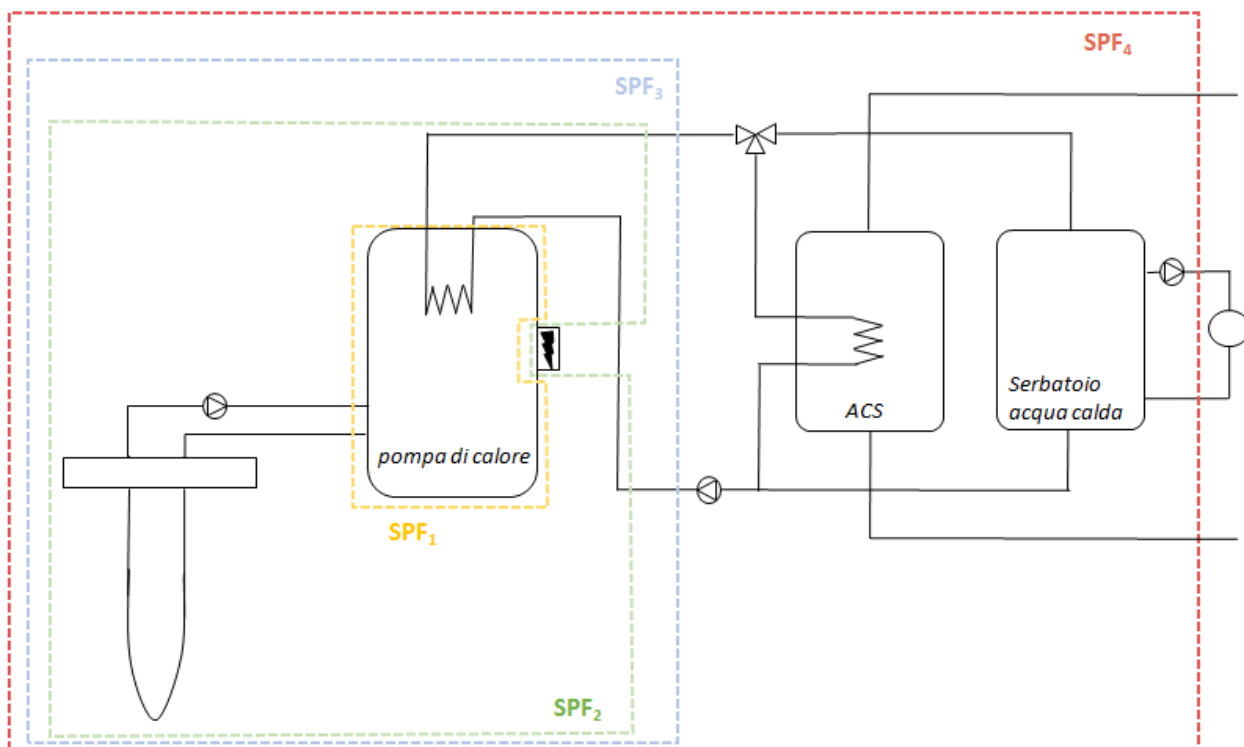 SPF₄
SPF₃
ACS
Serbatoio
acqua calda
pompa di calore
SPF₁
SPF₂